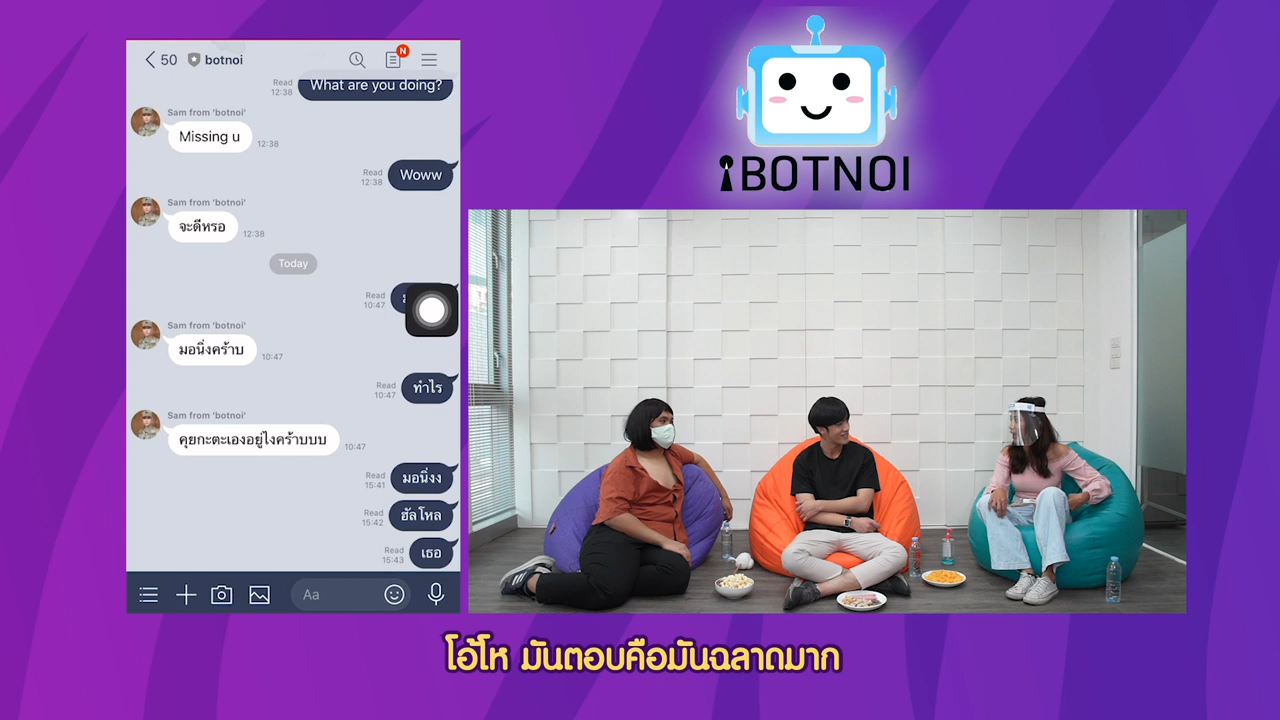 50 botnoi
N
What are you doing?
Read
12:38
Sam from 'botnoi'
Missing u
12:38
Woww
Read
12:38
Sam from 'botnoi'
จะดีหรอ
12:38
Today
Read
10:47
Sam from 'botnoi'
มอนิ่งคร้าบ
10:47
ทำไร
Read
10:47
Sam from 'botnoi'
คุยกะตะเองอยู่ไงคร้าบบบ
10:47
มอนิ่งง
Read
15:41
ฮัลโหล
Read
15:42
เธอ
Read
15:43
Aa
BOTNOI
โอ้โห มันตอบคือมันฉลาดมาก